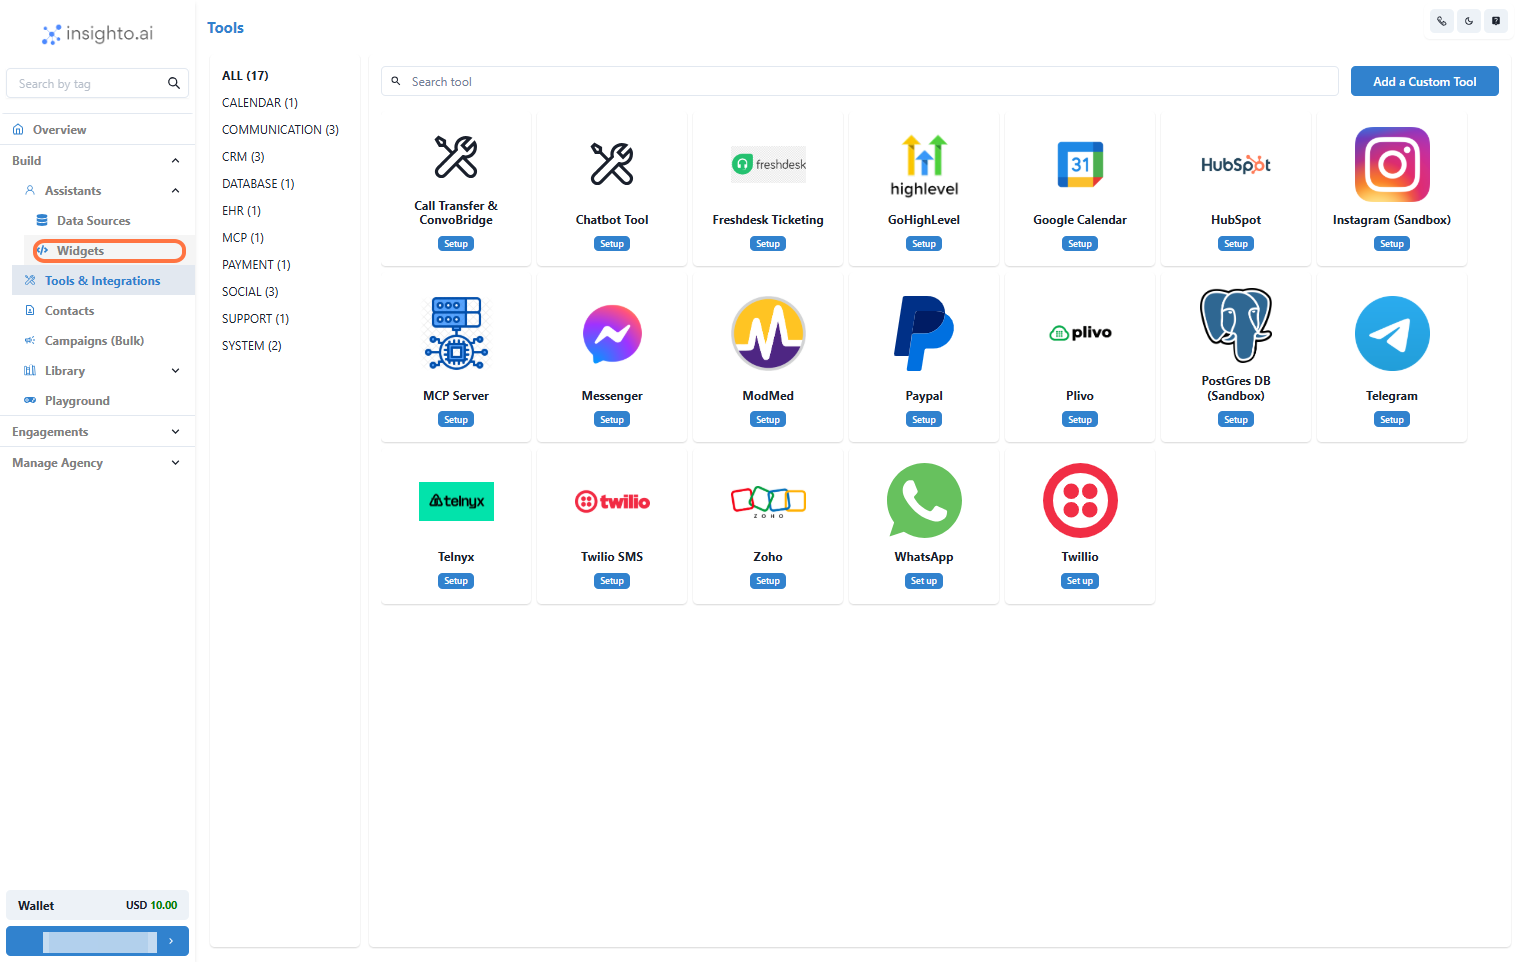 insighto.ai
Search by tag
Overview
Build
Assistants
Data Sources
Widgets
Tools & Integrations
Contacts
Campaigns (Bulk)
Library
Playground
Engagements
Manage Agency
Wallet USD 10.00
Tools
ALL (17)
CALENDAR (1)
COMMUNICATION (3)
CRM (3)
DATABASE (1)
EHR (1)
MCP (1)
PAYMENT (1)
SOCIAL (3)
SUPPORT (1)
SYSTEM (2)
Search tool
Add a Custom Tool
Call Transfer &
ConvoBridge
Setup
Chatbot Tool
Setup
freshdesk
Freshdesk Ticketing
Setup
highlevel
GoHighLevel
Setup
31
Google Calendar
Setup
HubSpot
HubSpot
Setup
Instagram (Sandbox)
Setup
MCP Server
Setup
Messenger
Setup
ModMed
Setup
Paypal
Setup
plivo
Plivo
Setup
PostGres DB
(Sandbox)
Setup
Telegram
Setup
telnyx
Telnyx
Setup
twilio
Twilio SMS
Setup
ZOHO
Zoho
Setup
WhatsApp
Set up
Twillio
Set up